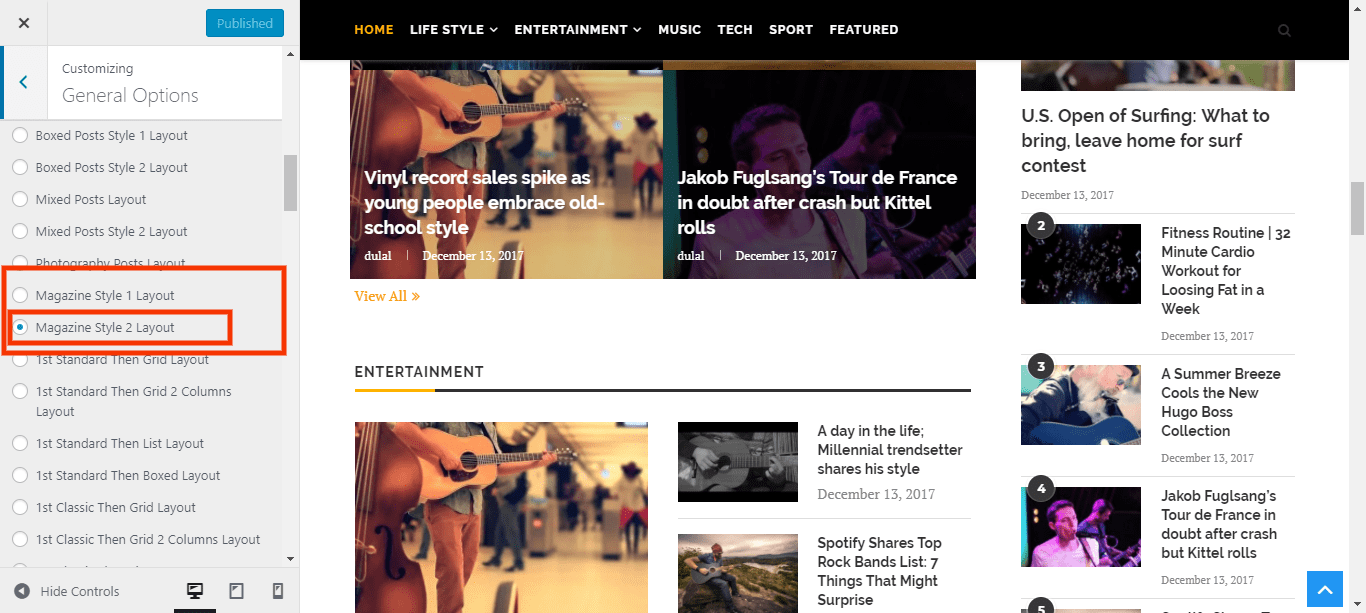 Published
Customizing
General Options
Boxed Posts Style 1 Layout
Boxed Posts Style 2 Layout
Mixed Posts Layout
Mixed Posts Style 2 Layout
Photography Posts Layout
Magazine Style 1 Layout
Magazine Style 2 Layout
1st Standard Then Grid Layout
1st Standard Then Grid 2 Columns
Layout
1st Standard Then List Layout
1st Standard Then Boxed Layout
1st Classic Then Grid Layout
1st Classic Then Grid 2 Columns Layout
Hide Controls
HOME LIFE STYLE ENTERTAINMENT MUSIC TECH SPORT FEATURED
Vinyl record sales spike as
young people embrace old-
school style
dulal December 13, 2017
Jakob Fuglsang's Tour de France
in doubt after crash but Kittel
rolls
dulal December 13, 2017
View All »
ENTERTAINMENT
A day in the life;
Millennial trendsetter
shares his style
December 13, 2017
Spotify Shares Top
Rock Bands List: 7
Things That Might
Surprise
U.S. Open of Surfing: What to
bring, leave home for surf
contest
December 13, 2017
2
Fitness Routine | 32
Minute Cardio
Workout for
Loosing Fat in a
Week
December 13, 2017
3
A Summer Breeze
Cools the New
Hugo Boss
Collection
December 13, 2017
4
Jakob Fuglsang's
Tour de France in
doubt after crash
but Kittel rolls
December 13, 2017
5